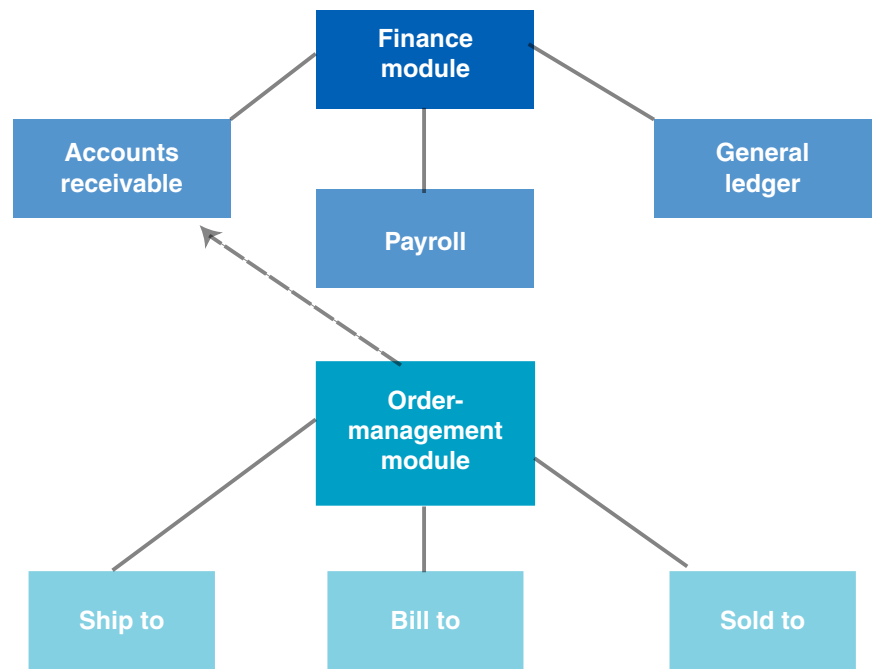 Finance
module
Accounts
receivable
General
ledger
Payroll
Order-
management
module
Ship to
Bill to
Sold to